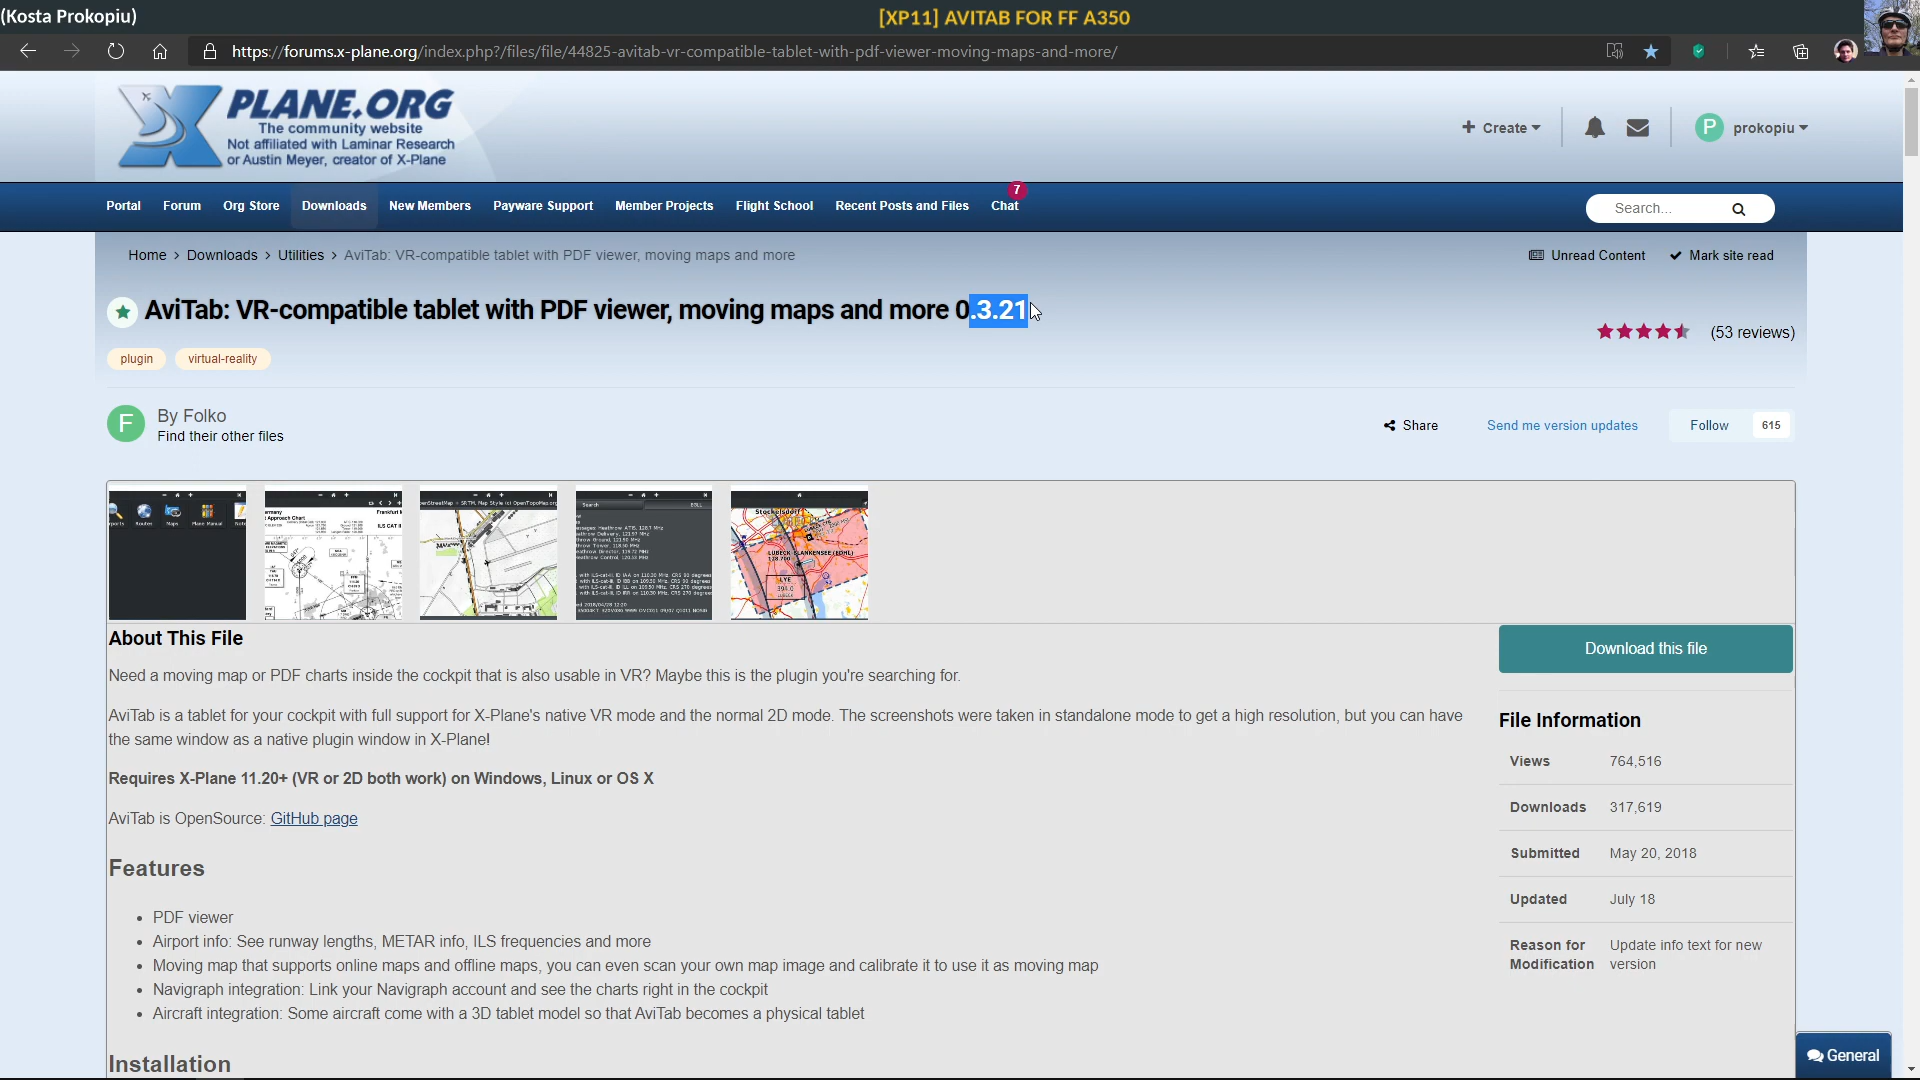 (Kosta Prokopiu)
[XP11] AVITAB FOR FF A350
https://forums.x-plane.org/index.php?/files/file/44825-avitab-vr-compatible-tablet-with-pdf-viewer-moving-maps-and-more/
X PLANE.ORG
The community website
Not affiliated with Laminar Research
or Austin Meyer, creator of X-Plane
Create
P prokopiu
7
Portal Forum Org Store Downloads New Members Payware Support Member Projects Flight School Recent Posts and Files Chat
Search...
Home > Downloads > Utilities > AviTab: VR-compatible tablet with PDF viewer, moving maps and more
Unread Content Mark site read
AviTab: VR-compatible tablet with PDF viewer, moving maps and more 0.3.21
(53 reviews)
plugin virtual-reality
F By Folko
Find their other files
Share Send me version updates Follow 615
About This File
Download this file
Need a moving map or PDF charts inside the cockpit that is also usable in VR? Maybe this is the plugin you're searching for.
AviTab is a tablet for your cockpit with full support for X-Plane's native VR mode and the normal 2D mode. The screenshots were taken in standalone mode to get a high resolution, but you can have
the same window as a native plugin window in X-Plane!
Requires X-Plane 11.20+ (VR or 2D both work) on Windows, Linux or OS X
AviTab is OpenSource: GitHub page
Features
• PDF viewer
• Airport info: See runway lengths, METAR info, ILS frequencies and more
• Moving map that supports online maps and offline maps, you can even scan your own map image and calibrate it to use it as moving map
• Navigraph integration: Link your Navigraph account and see the charts right in the cockpit
• Aircraft integration: Some aircraft come with a 3D tablet model so that AviTab becomes a physical tablet
Installation
File Information
Views 764,516
Downloads 317,619
Submitted May 20, 2018
Updated July 18
Reason for Update info text for new
Modification version
General